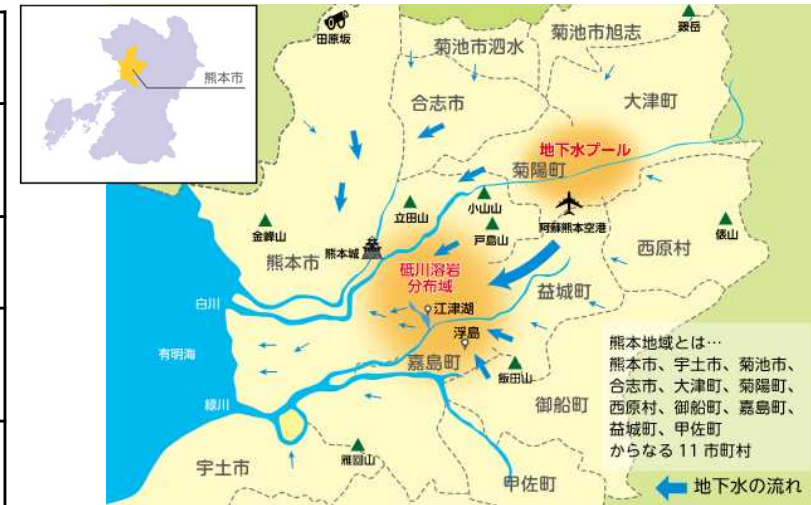 熊本市
田原坂
菊池市泗水
菊池市旭志
鞍岳
合志市
大津町
地下水プール
菊陽町
立田山
小山山
阿蘇熊本空港
金峰山
熊本城
戸島山
西原村
俵山
熊本市
砥川溶岩
分布域
益城町
白川
江津湖
有明海
浮島
嘉島町
飯田山
緑川
御船町
雁回山
宇土市
甲佐町
熊本地域とは…
熊本市、宇土市、菊池市、
合志市、大津町、菊陽町、
西原村、御船町、嘉島町、
益城町、甲佐町
からなる 11 市町村
地下水の流れ